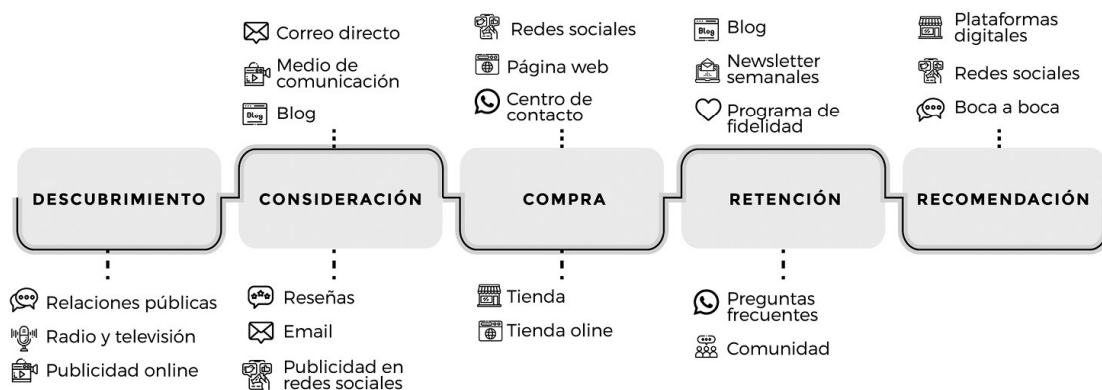 Correo directo
Medio de
comunicación
Blog
Redes sociales
Página web
Centro de
contacto
Blog
Newsletter
semanales
Programa de
fidelidad
Plataformas
digitales
Redes sociales
Boca a boca
DESCUBRIMIENTO
CONSIDERACIÓN
COMPRA
RETENCIÓN
RECOMENDACIÓN
Relaciones públicas
Radio y televisión
Publicidad online
Reseñas
Email
Publicidad en
redes sociales
Tienda
Tienda oline
Preguntas
frecuentes
Comunidad